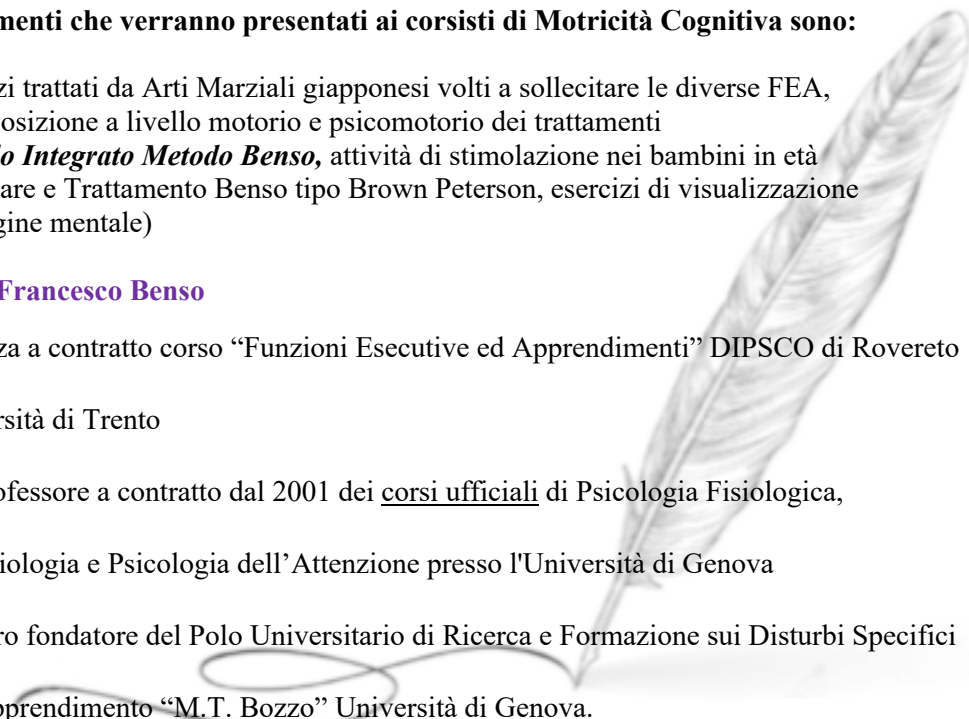 menti che verranno presentati ai corsisti di Motricità Cognitiva sono:
zi trattati da Arti Marziali giapponesi volti a sollecitare le diverse FEA,
osizione a livello motorio e psicomotorio dei trattamenti
lo Integrato Metodo Benso, attività di stimolazione nei bambini in età
are e Trattamento Benso tipo Brown Peterson, esercizi di visualizzazione
gine mentale)
Francesco Benso
za a contratto corso “Funzioni Esecutive ed Apprendimenti” DIPSCO di Rovereto
rsità di Trento
ofessore a contratto dal 2001 dei corsi ufficiali di Psicologia Fisiologica,
iologia e Psicologia dell’Attenzione presso l'Università di Genova
ro fondatore del Polo Universitario di Ricerca e Formazione sui Disturbi Specifici
pprendimento “M.T. Bozzo” Università di Genova.